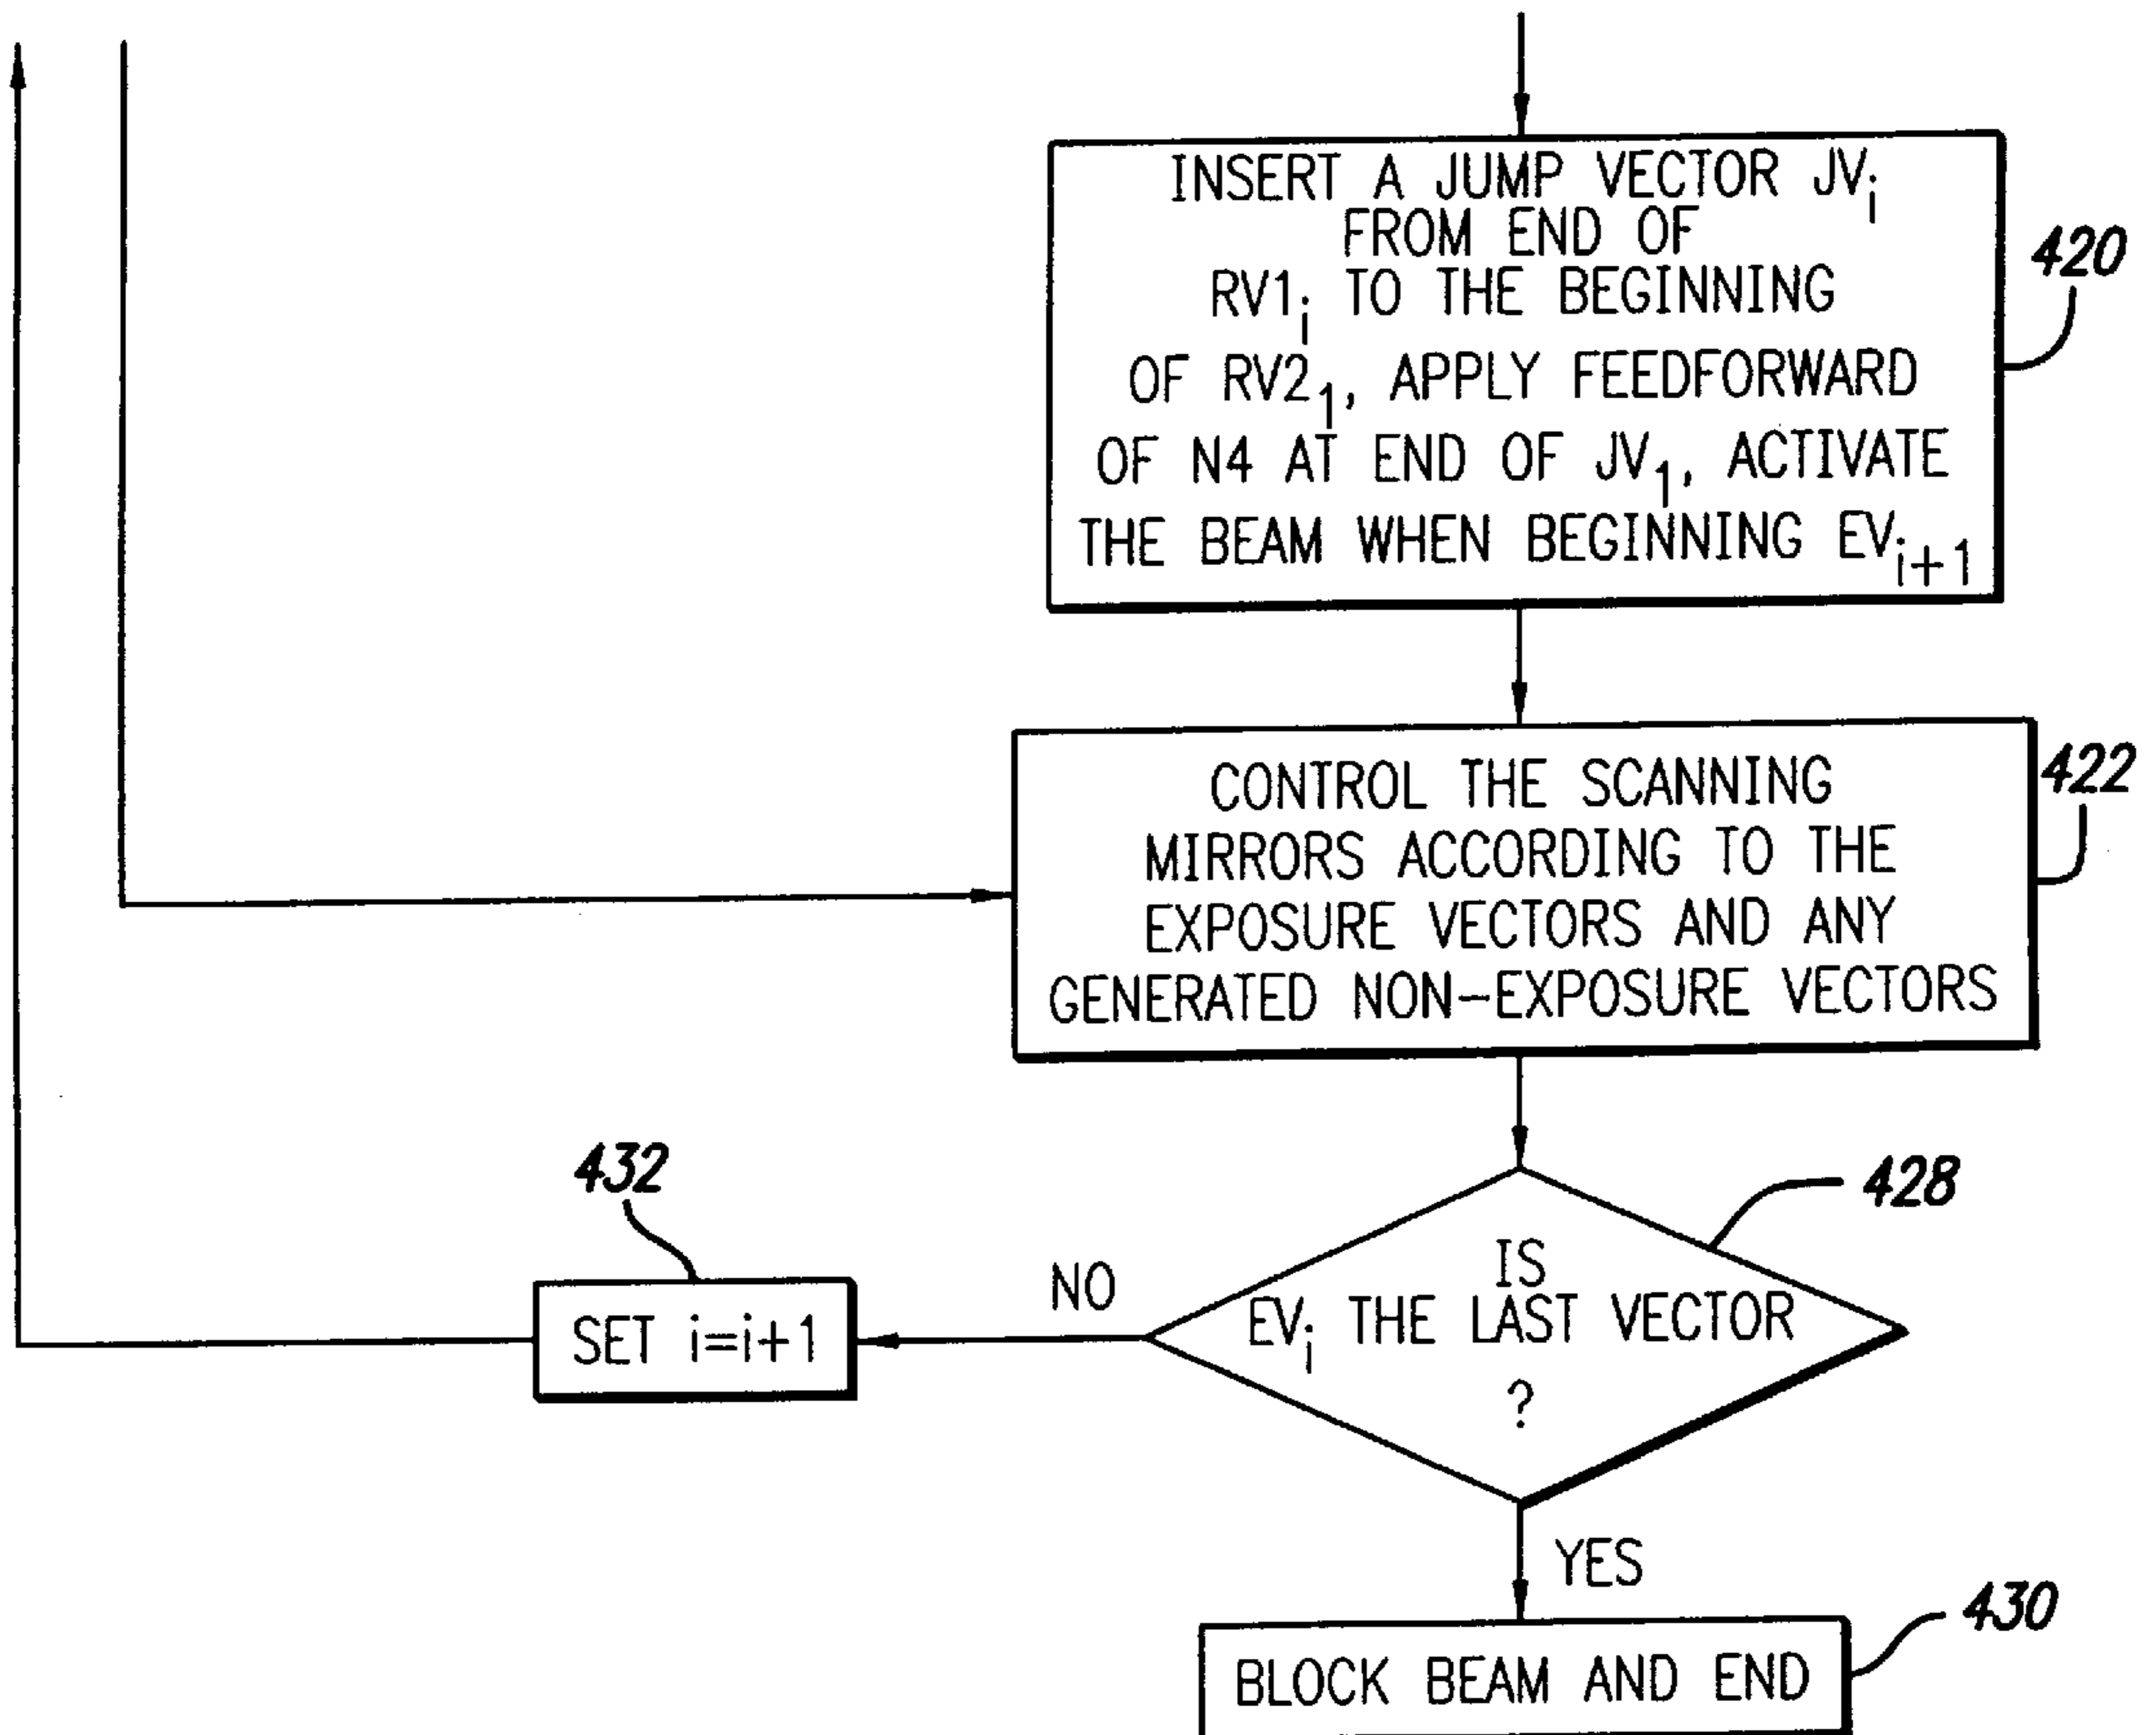 INSERT A JUMP VECTOR JVi
FROM END OF
RV1i TO THE BEGINNING
OF RV21, APPLY FEEDFORWARD
OF N4 AT END OF JV1, ACTIVATE
THE BEAM WHEN BEGINNING EVi+1
420
CONTROL THE SCANNING
MIRRORS ACCORDING TO THE
EXPOSURE VECTORS AND ANY
GENERATED NON-EXPOSURE VECTORS
422
IS
EVi THE LAST VECTOR
?
428
NO
432
SET i=i+1
YES
430
BLOCK BEAM AND END